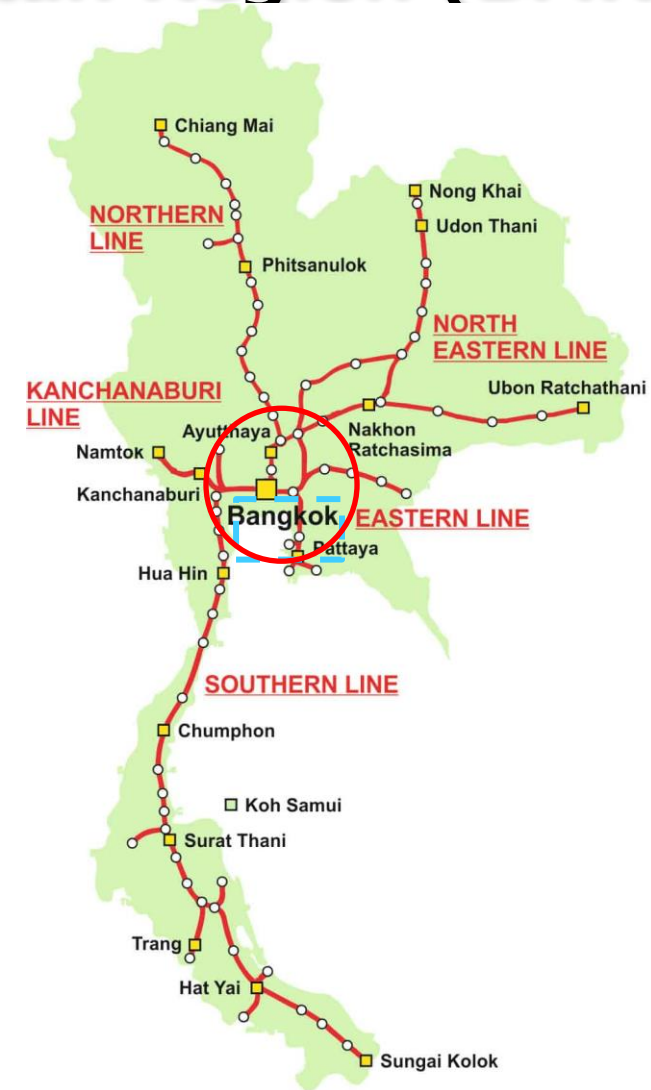 Chiang Mai
Nong Khai
NORTHERN
LINE
Udon Thani
Phitsanulok
NORTH
EASTERN LINE
KANCHANABURI
LINE
Ubon Ratchathani
Ayutthaya
Nakhon
Ratchasima
Namtok
Kanchanaburi
Bangkok
EASTERN LINE
Pattaya
Hua Hin
SOUTHERN LINE
Chumphon
Koh Samui
Surat Thani
Trang
Hat Yai
Sungai Kolok